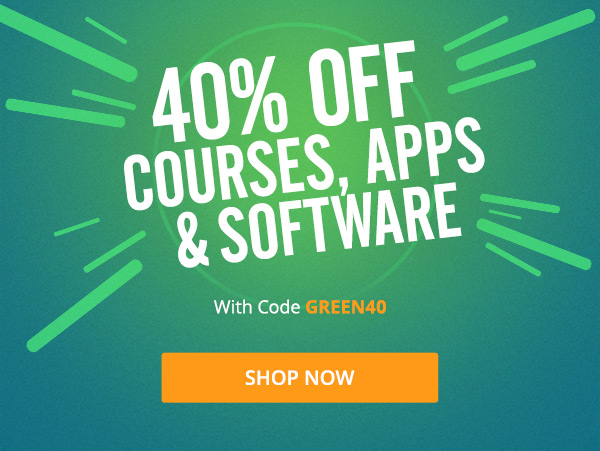 40% OFF
COURSES, APPS
& SOFTWARE
With Code GREEN40
SHOP NOW